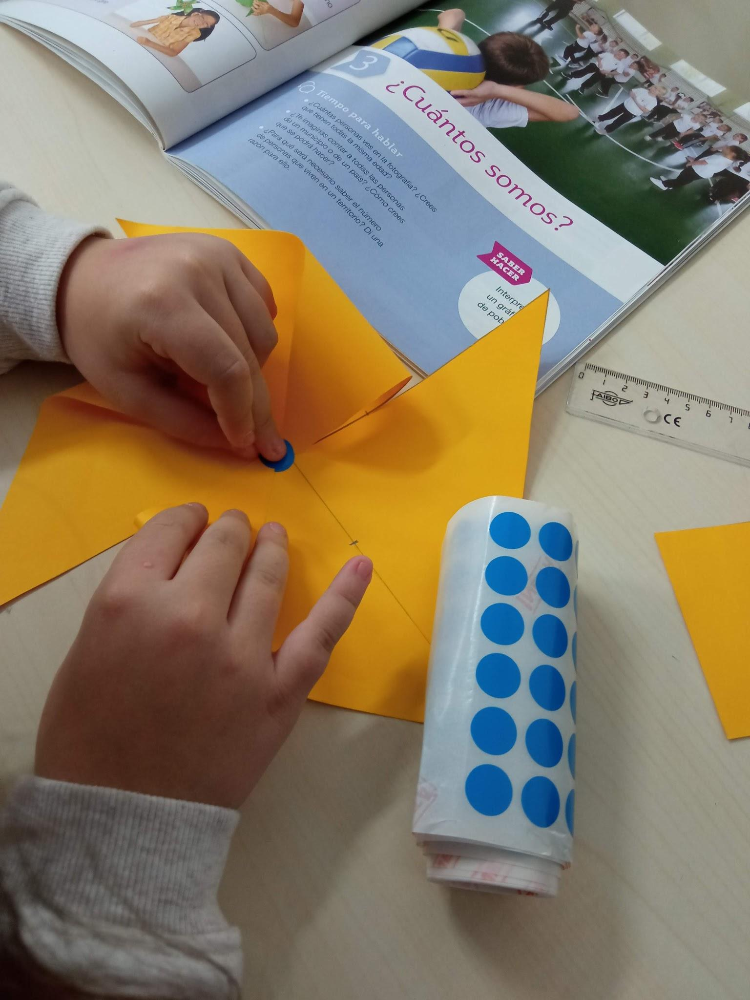 3
¿Cuántos somos?
Tiempo para hablar
• ¿Cuántas personas ves en la fotografía? ¿Crees
que tienen todas la misma edad?
• ¿Te imaginas contar a todas las personas
de un municipio o de un país? ¿Cómo crees
que se podrá hacer?
• ¿Para qué será necesario saber el número
de personas que viven en un territorio? Di una
razón para ello.
SABER
HACER
un
de
0 1 2 3 4 5 6 7
FAIBO CE